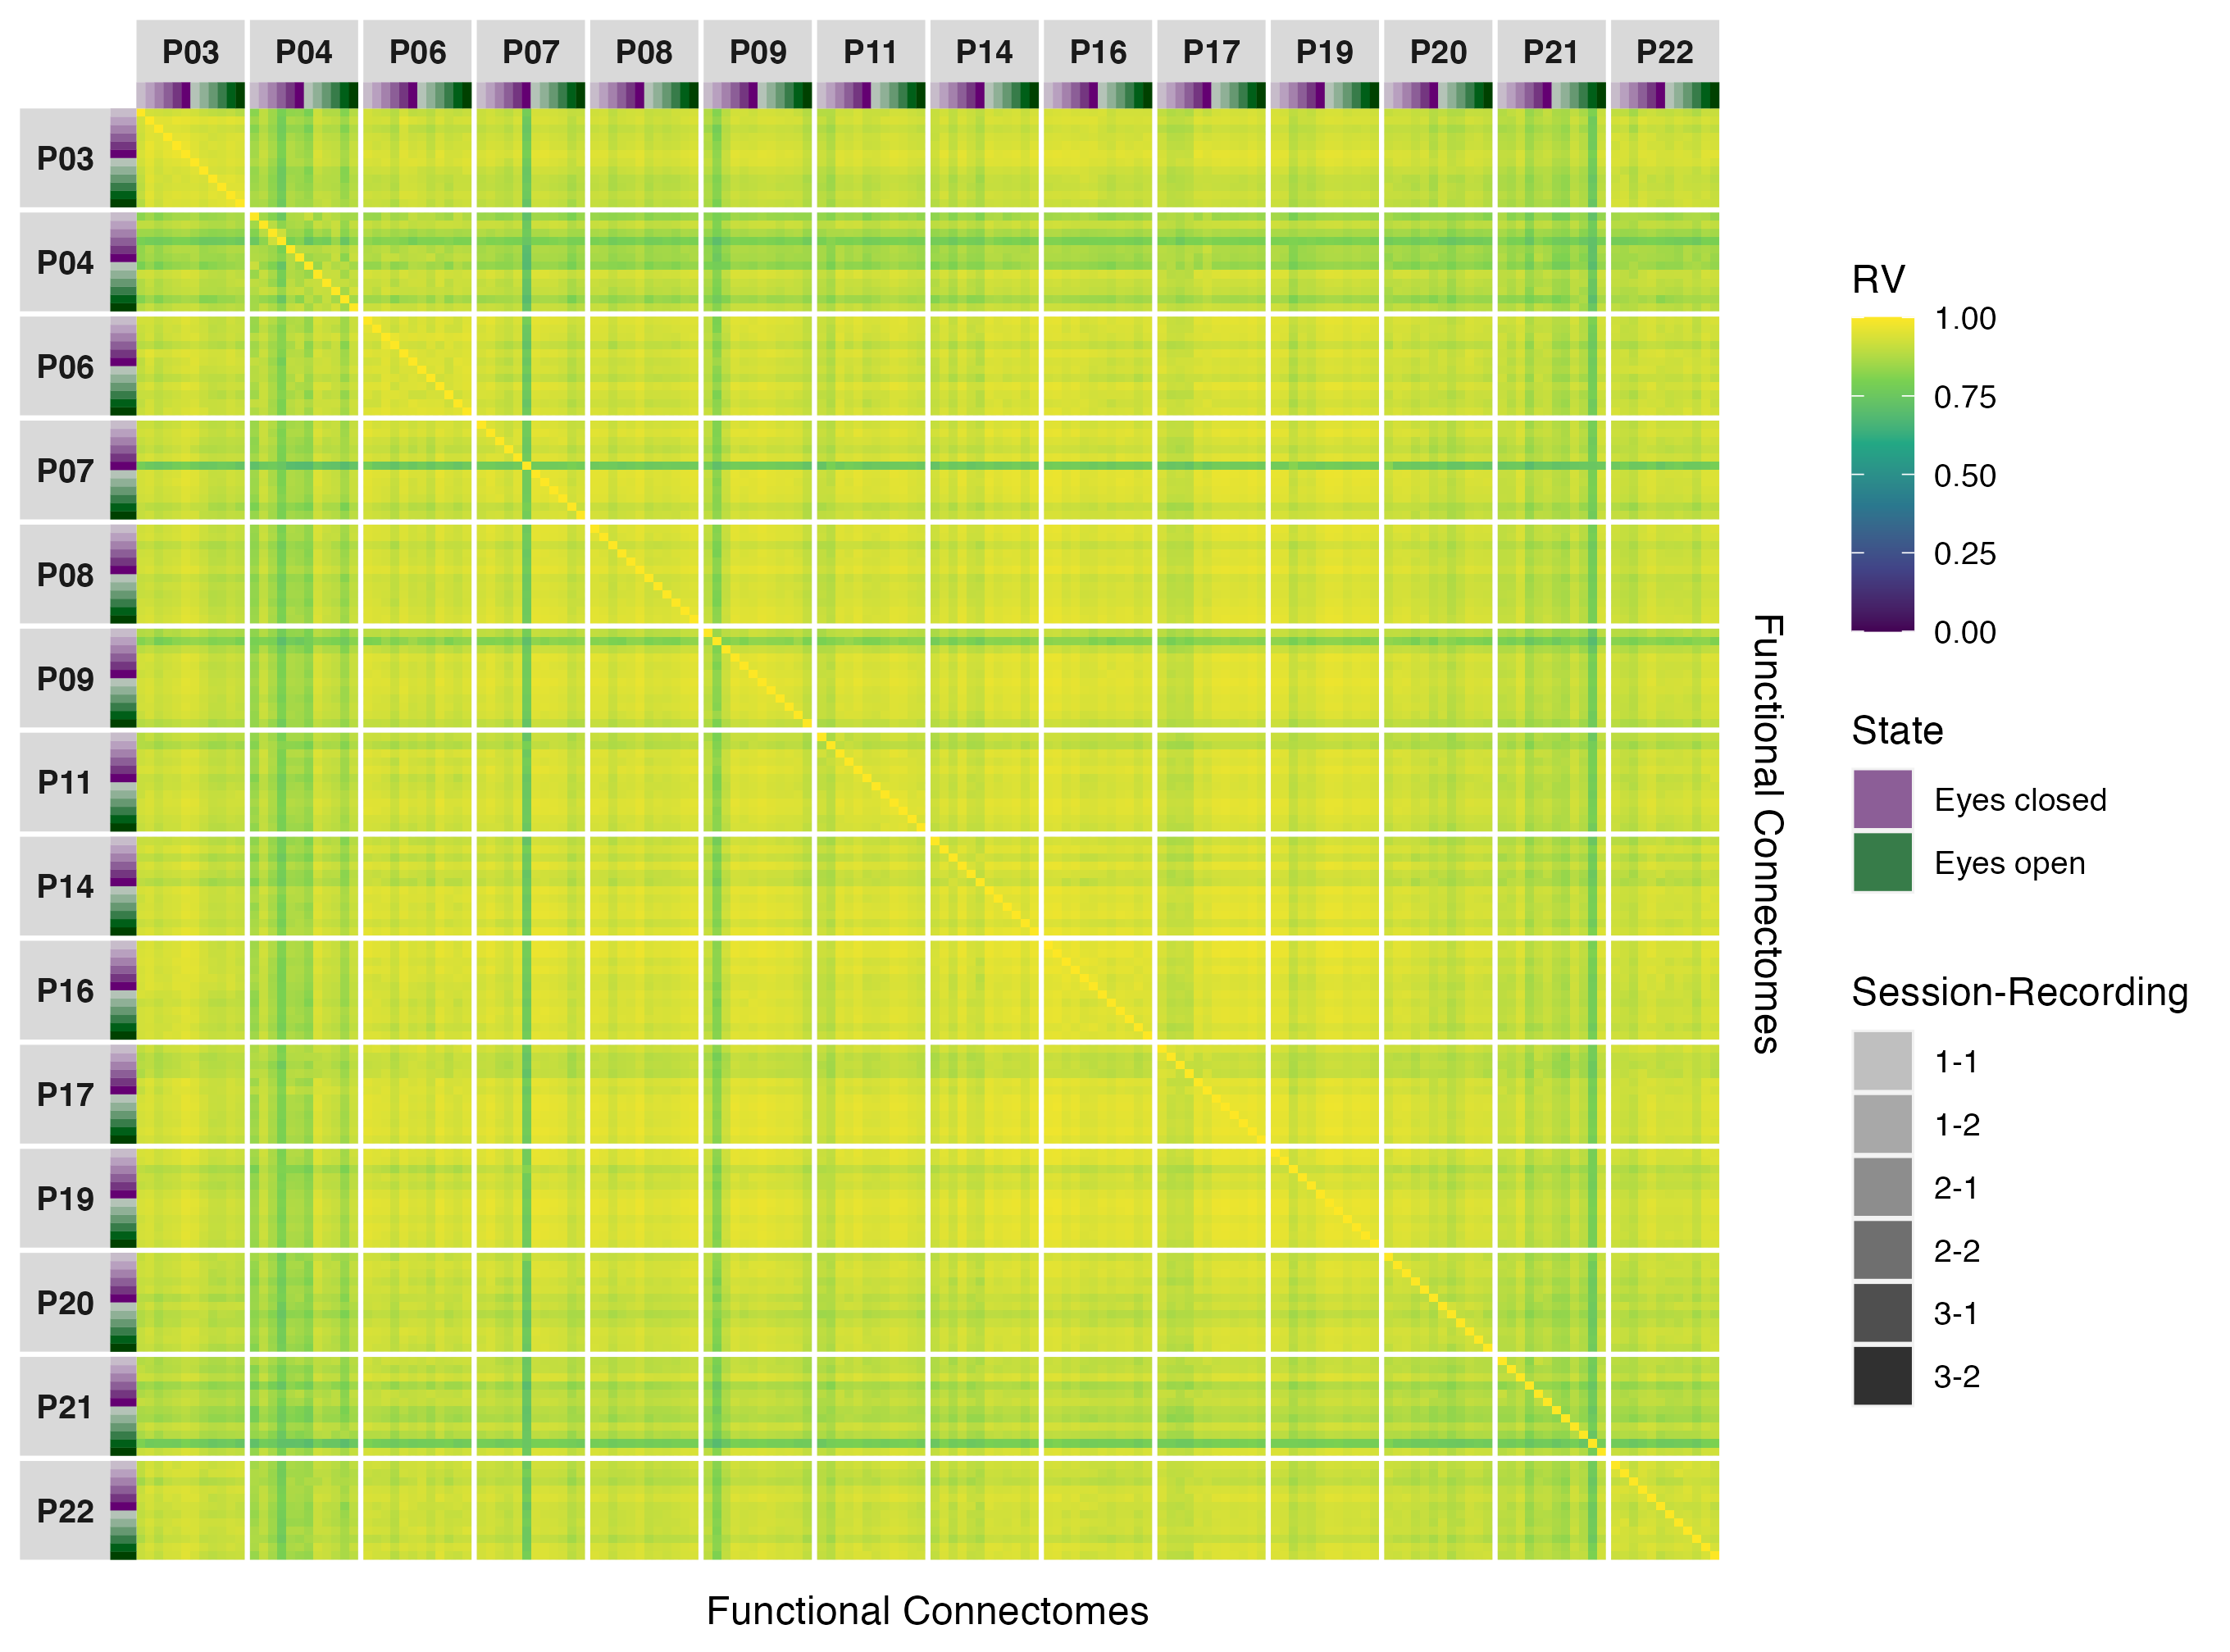 P03 P04 P06 P07 P08 P09 P11 P14 P16 P17 P19 P20 P21 P22
P03
P04
P06
P07
P08
P09
P11
P14
P16
P17
P19
P20
P21
P22
Functional Connectomes
Functional Connectomes
RV
1.00
0.75
0.50
0.25
0.00
State
Eyes closed
Eyes open
Session-Recording
1-1
1-2
2-1
2-2
3-1
3-2